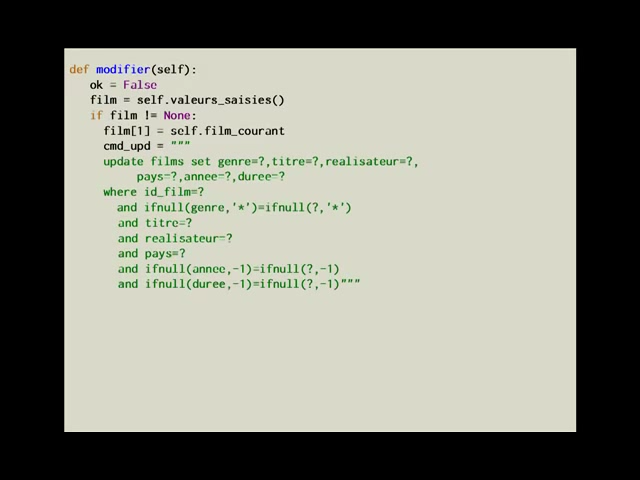 def modifier(self):
ok = False
film = self.valeurs_saisies()
if film != None:
film[1] = self.film_courant
cmd_upd = """
update films set genre=?,titre=?,realisateur=?,
pays=?,annee=?,duree=?
where id_film=?
and ifnull(genre,'*')=ifnull(?,'*')
and titre=?
and realisateur=?
and pays=?
and ifnull(annee,-1)=ifnull(?,-1)
and ifnull(duree,-1)=ifnull(?,-1)"""